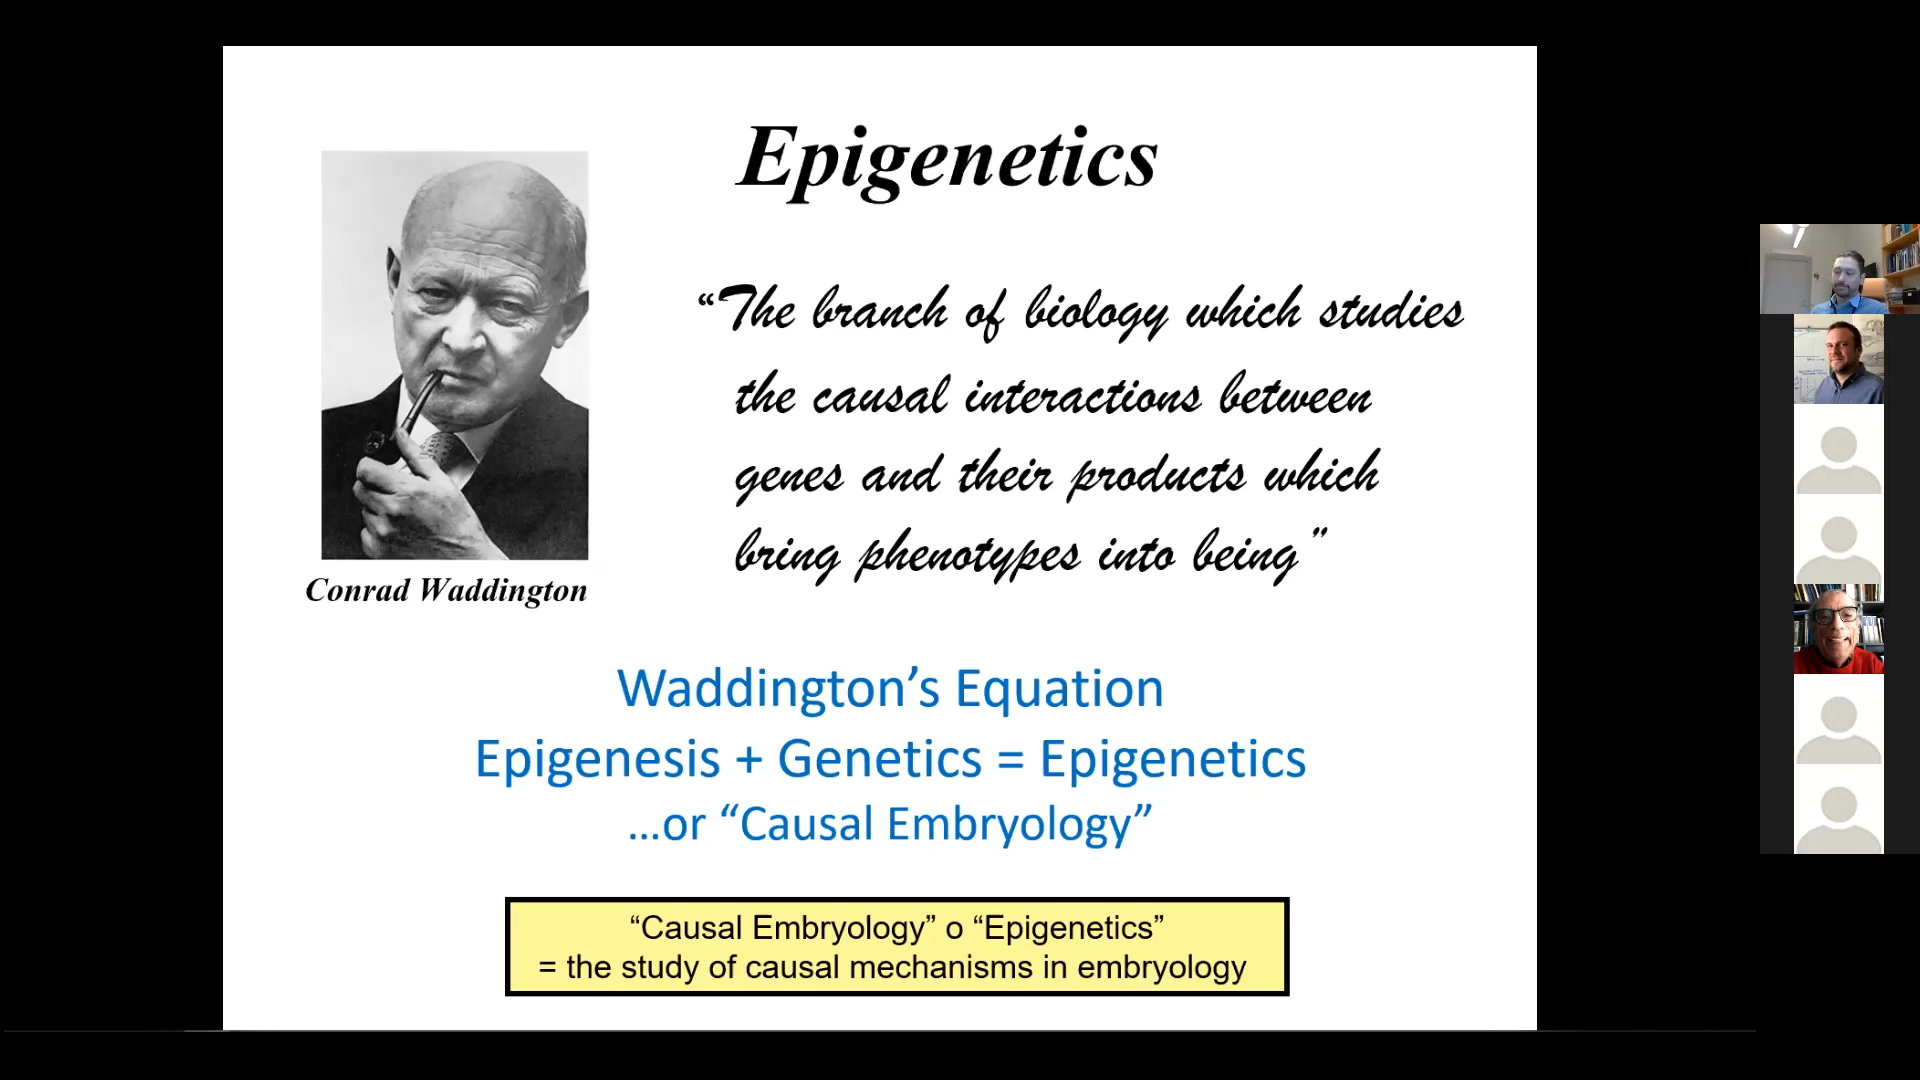 Epigenetics
“The branch of biology which studies
the causal interactions between
genes and their products which
bring phenotypes into being”
Conrad Waddington
Waddington’s Equation
Epigenesis + Genetics = Epigenetics
…or “Causal Embryology”
“Causal Embryology” o “Epigenetics”
= the study of causal mechanisms in embryology